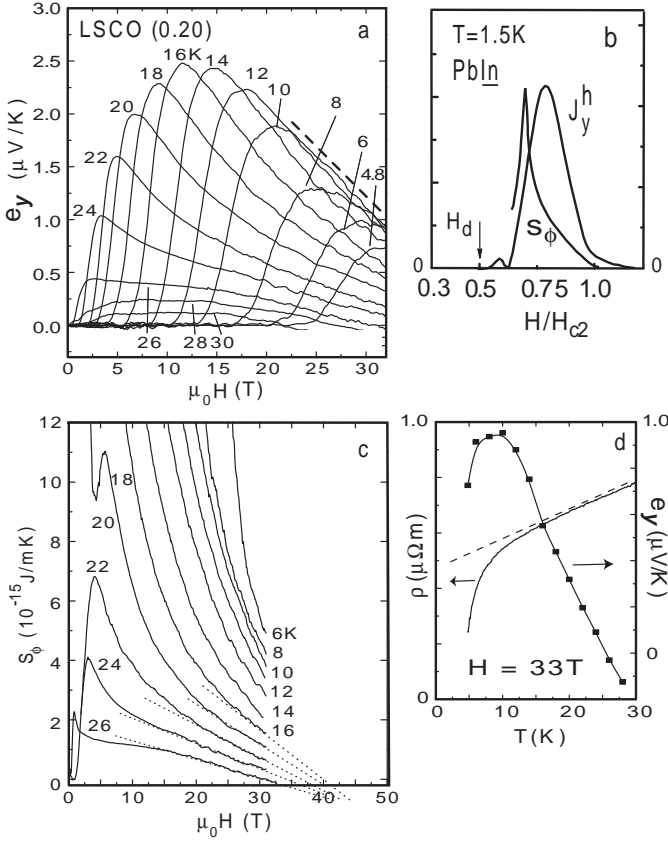 LSCO (0.20)
a
16K
14
12
10
18
20
22
24
8
6
4.8
26
28
30
e_y (μV/K)
3.0
2.5
2.0
1.5
1.0
0.5
0.0
0 5 10 15 20 25 30
μ₀H (T)
b
T=1.5K
PbIn
J_y^h
H_d
s_ϕ
0
0
0.3 0.5 0.75 1.0
H/H_c2
c
18
20
22
24
26
6K
8
10
12
14
16
S_ϕ (10⁻¹⁵J/mK)
12
10
8
6
4
2
0
0 10 20 30 40 50
μ₀H (T)
d
1.0
0
ρ (μΩm)
1.0
0
e_y (μV/K)
H = 33T
0 10 20 30
T(K)